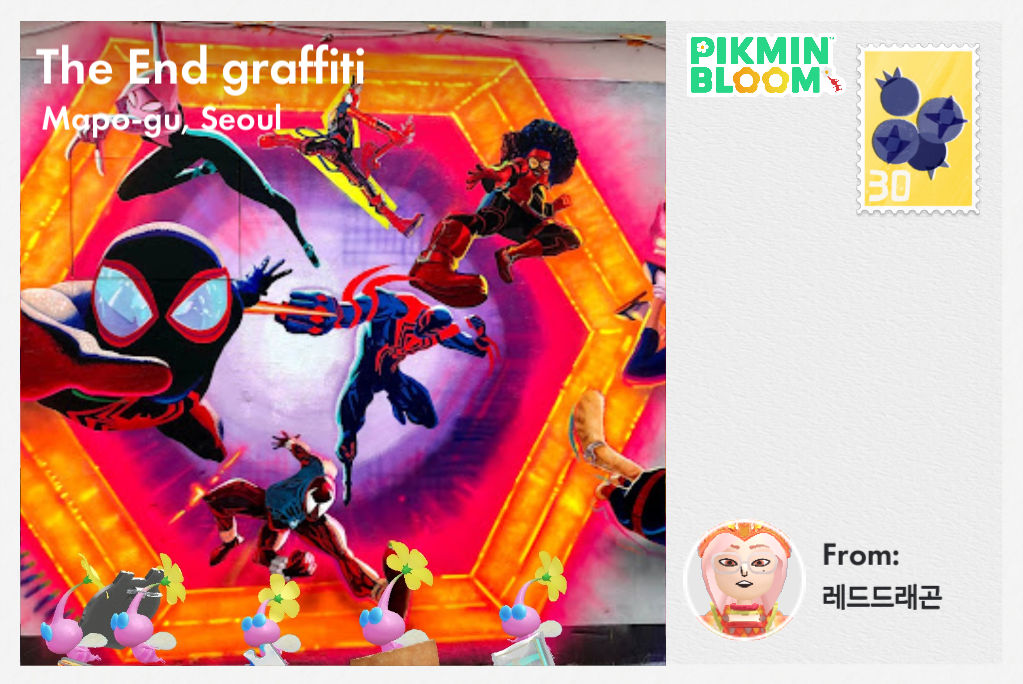 The End graffiti
Mapo-gu, Seoul
PIKMIN
BLOOM
30
From:
레드드래곤